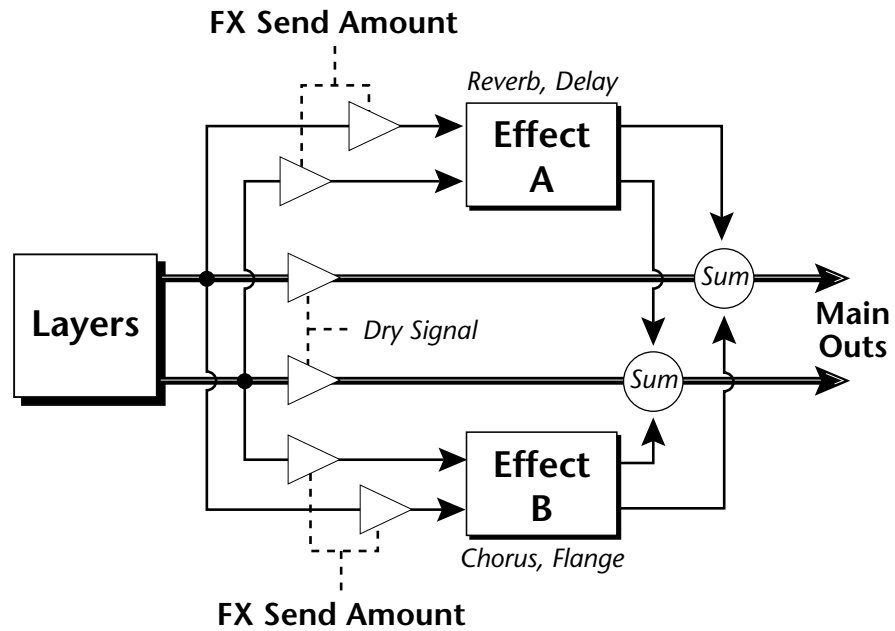 FX Send Amount
Reverb, Delay
Effect
A
Sum
Layers
Dry Signal
Main
Outs
Sum
Effect
B
Chorus, Flange
FX Send Amount